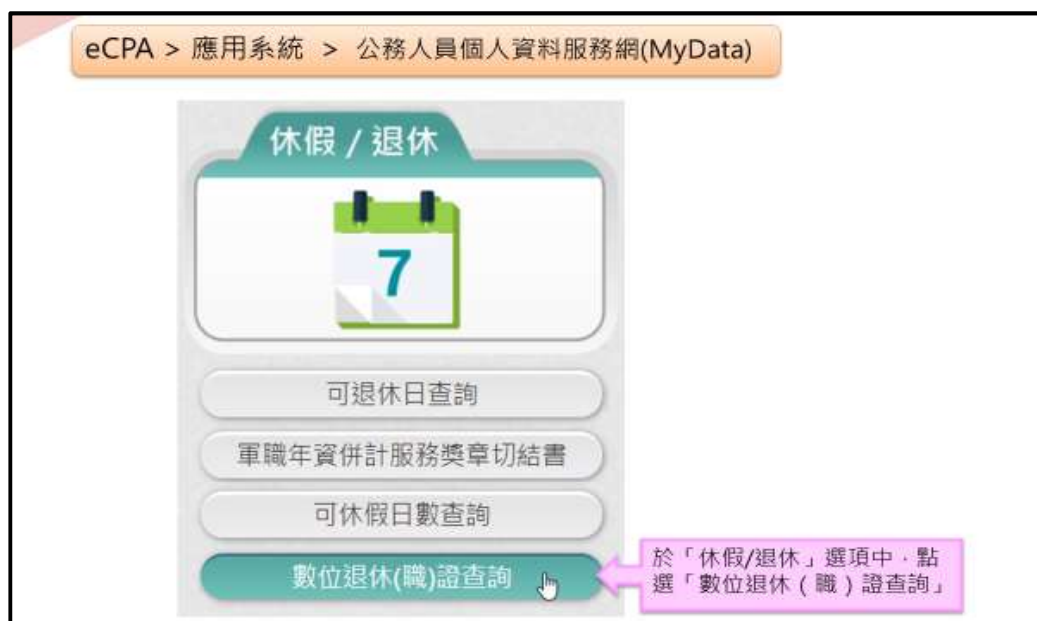 eCPA > 應用系統 > 公務人員個人資料服務網(MyData)
休假 / 退休
7
可退休日查詢
軍職年資併計服務獎章切結書
可休假日數查詢
數位退休(職)證查詢
於「休假/退休」選項中，點
選「數位退休（職）證查詢」